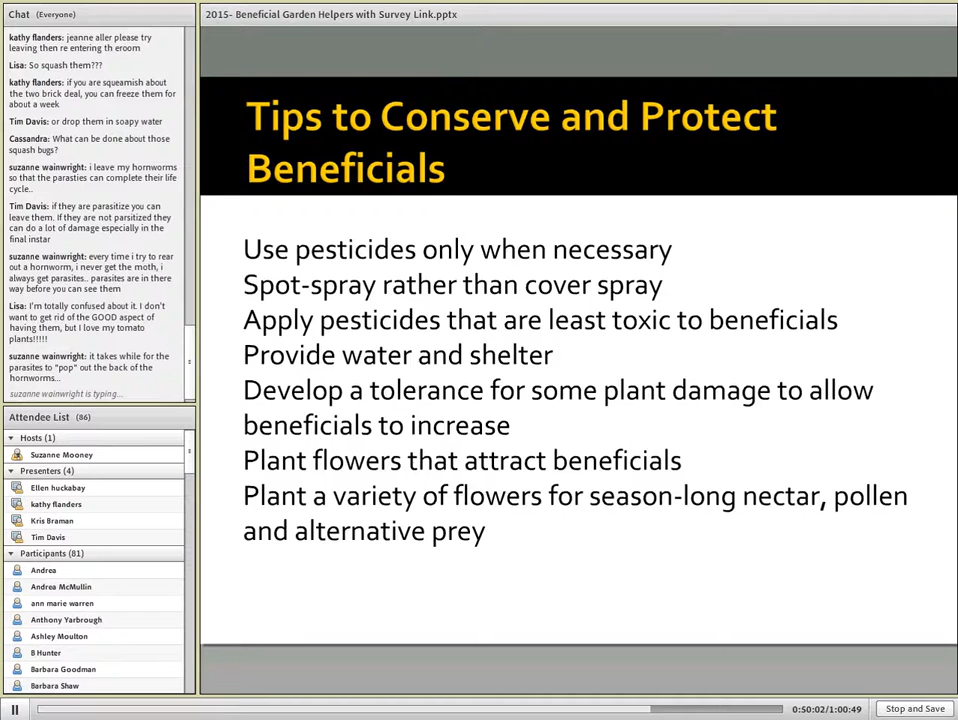 Chat (Everyone)
kathy flanders: jeanne aller please try
leaving then re entering th eroom
Lisa: So squash them???
kathy flanders: if you are squeamish about
the two brick deal, you can freeze them for
about a week
Tim Davis: or drop them in soapy water
Cassandra: What can be done about those
squash bugs?
suzanne wainwright: i leave my hornworms
so that the parasties can complete their life
cycle..
Tim Davis: if they are parasitize you can
leave them. If they are not parsitized they
can do a lot of damage especially in the
final instar
suzanne wainwright: every time i try to rear
out a hornworm, i never get the moth, i
always get parasites.. parasites are in there
way before you can see them
Lisa: I'm totally confused about it. I don't
want to get rid of the GOOD aspect of
having them, but I love my tomato
plants!!!!!
suzanne wainwright: it takes while for the
parasites to "pop" out the back of the
hornworms...
suzanne wainwright is typing...
Attendee List (86)
Hosts (1)
Suzanne Mooney
Presenters (4)
Ellen huckabay
kathy flanders
Kris Braman
Tim Davis
Participants (81)
Andrea
Andrea McMullin
ann marie warren
Anthony Yarbrough
Ashley Moulton
B Hunter
Barbara Goodman
Barbara Shaw
2015- Beneficial Garden Helpers with Survey Link.pptx
Tips to Conserve and Protect
Beneficials
Use pesticides only when necessary
Spot-spray rather than cover spray
Apply pesticides that are least toxic to beneficials
Provide water and shelter
Develop a tolerance for some plant damage to allow
beneficials to increase
Plant flowers that attract beneficials
Plant a variety of flowers for season-long nectar, pollen
and alternative prey
0:50:02/1:00:49
Stop and Save